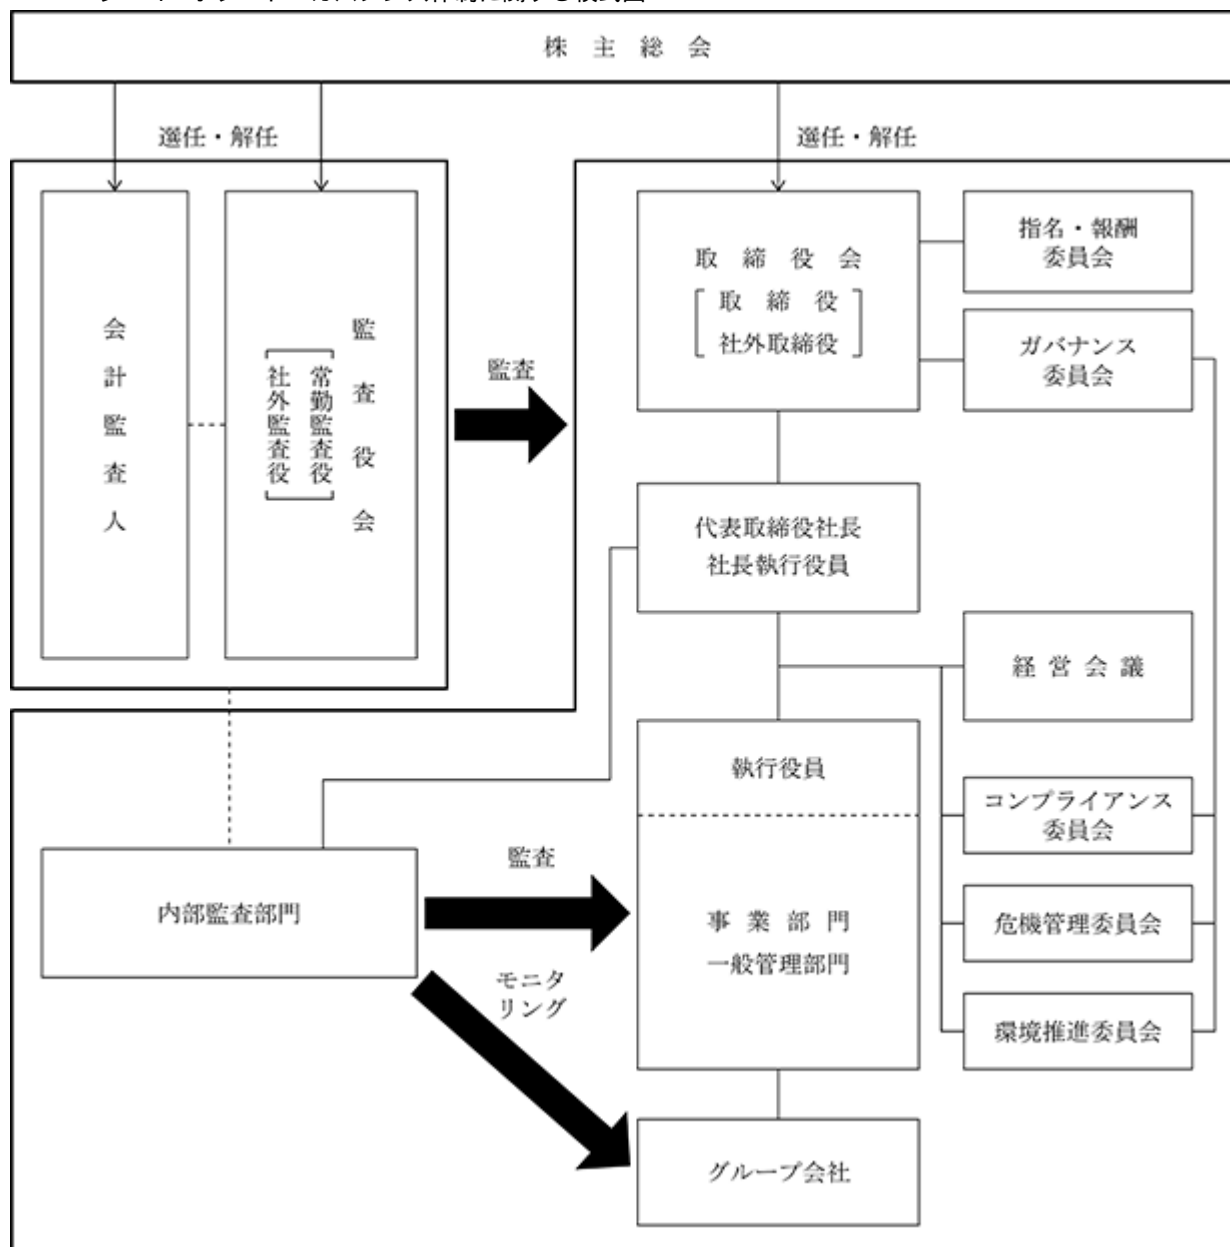 株主総会
選任・解任
選任・解任
会計監査人
監査役会
常勤監査役
社外監査役
監査
取締役会
取締役
社外取締役
指名・報酬
委員会
ガバナンス
委員会
代表取締役社長
社長執行役員
経営会議
執行役員
コンプライアンス
委員会
内部監査部門
監査
事業部門
一般管理部門
危機管理委員会
モニタ
リング
環境推進委員会
グループ会社